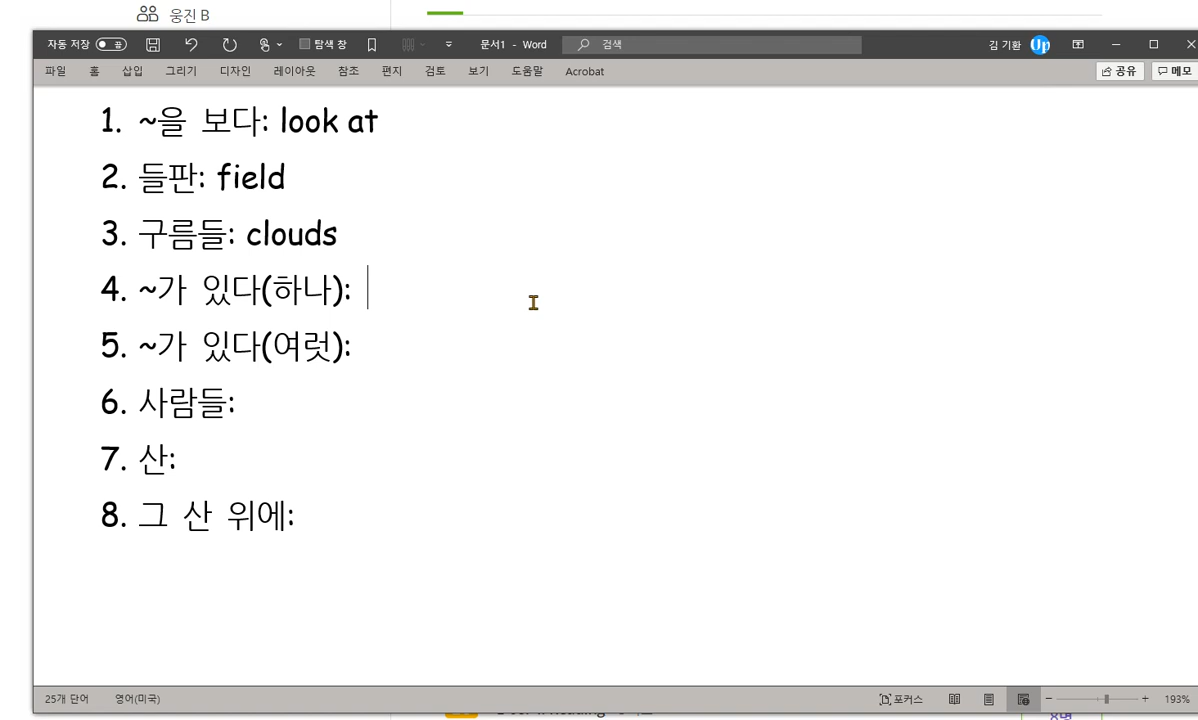 웅진 B
자동 저장 끔 탐색 창 문서1 - Word 검색 김 기환 Up
파일 홈 삽입 그리기 디자인 레이아웃 참조 편지 검토 보기 도움말 Acrobat 공유 메모
1. ~을 보다: look at
2. 들판: field
3. 구름들: clouds
4. ~가 있다(하나):
5. ~가 있다(여럿):
6. 사람들:
7. 산:
8. 그 산 위에:
25개 단어 영어(미국) 포커스 193%